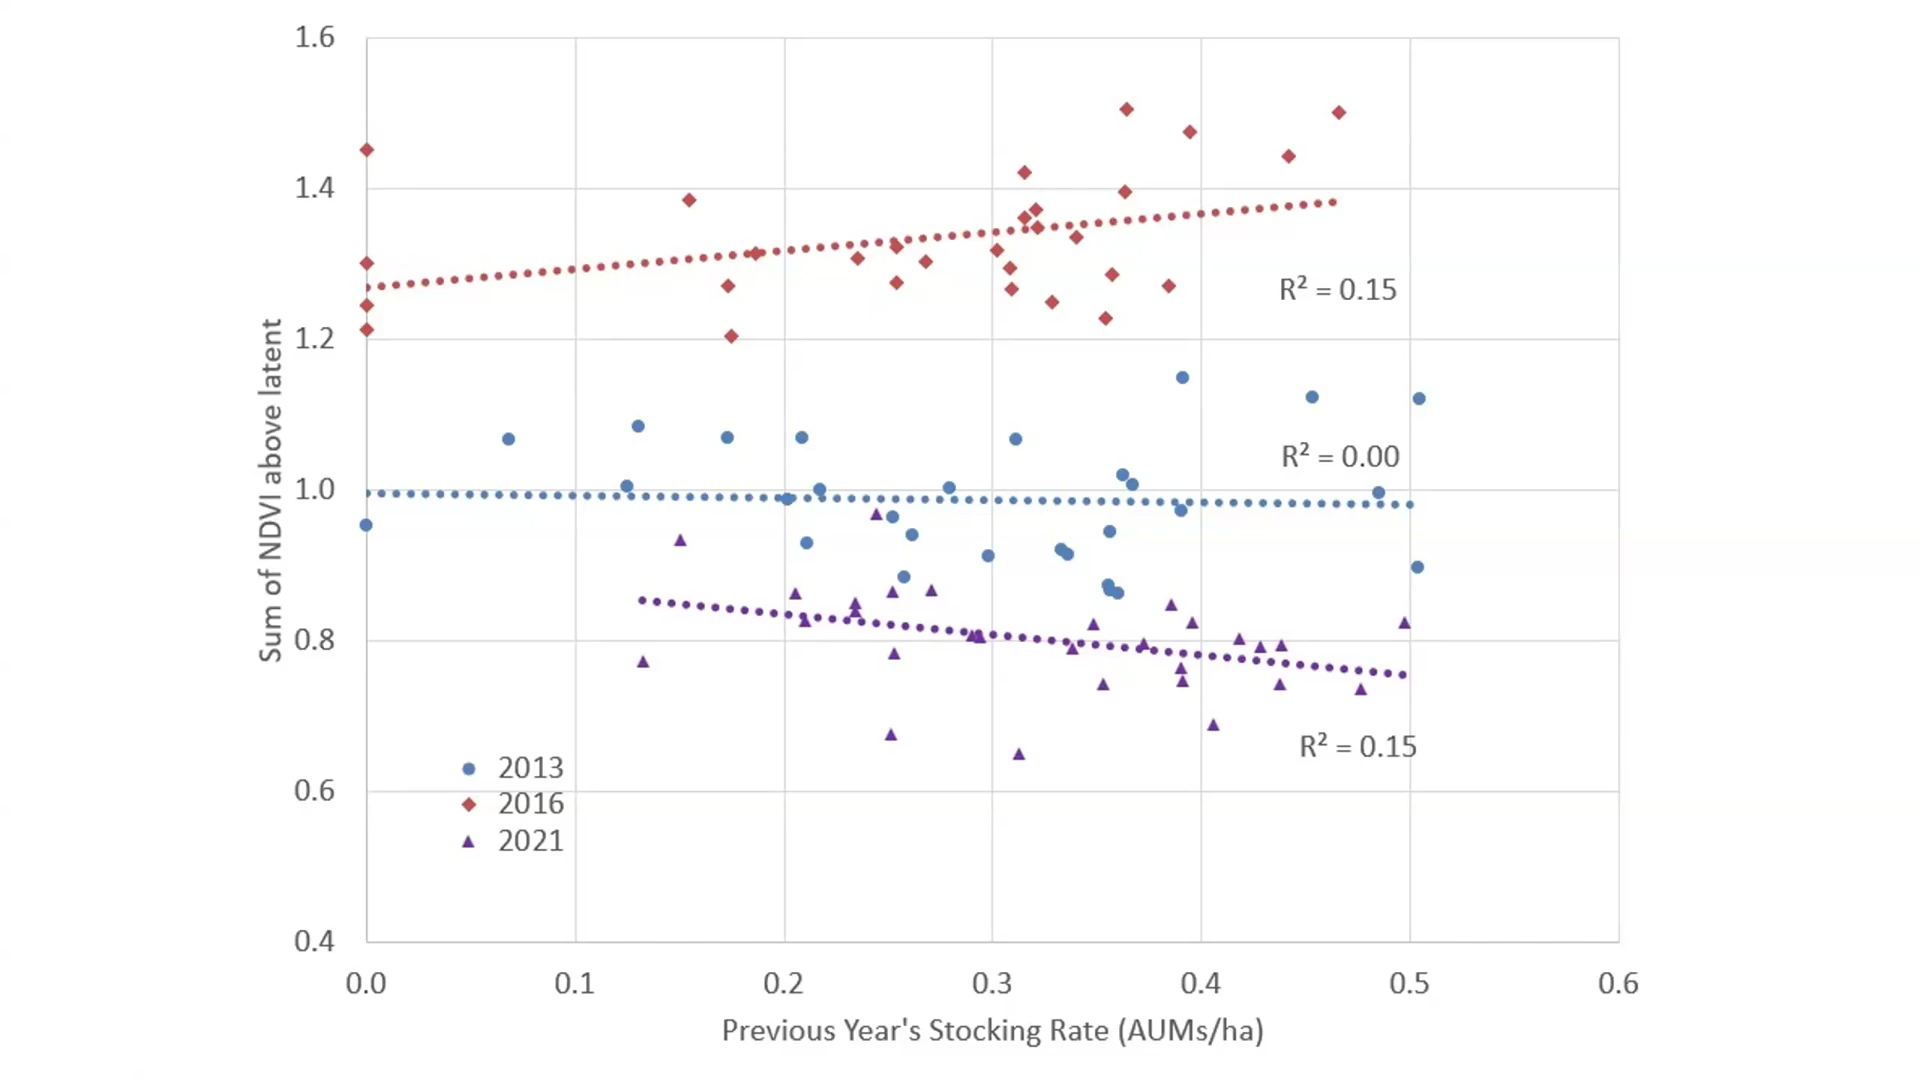 1.6
1.4
1.2
1.0
0.8
0.6
0.4
Sum of NDVI above latent
R² = 0.15
R² = 0.00
R² = 0.15
2013
2016
2021
0.0 0.1 0.2 0.3 0.4 0.5 0.6
Previous Year's Stocking Rate (AUMs/ha)